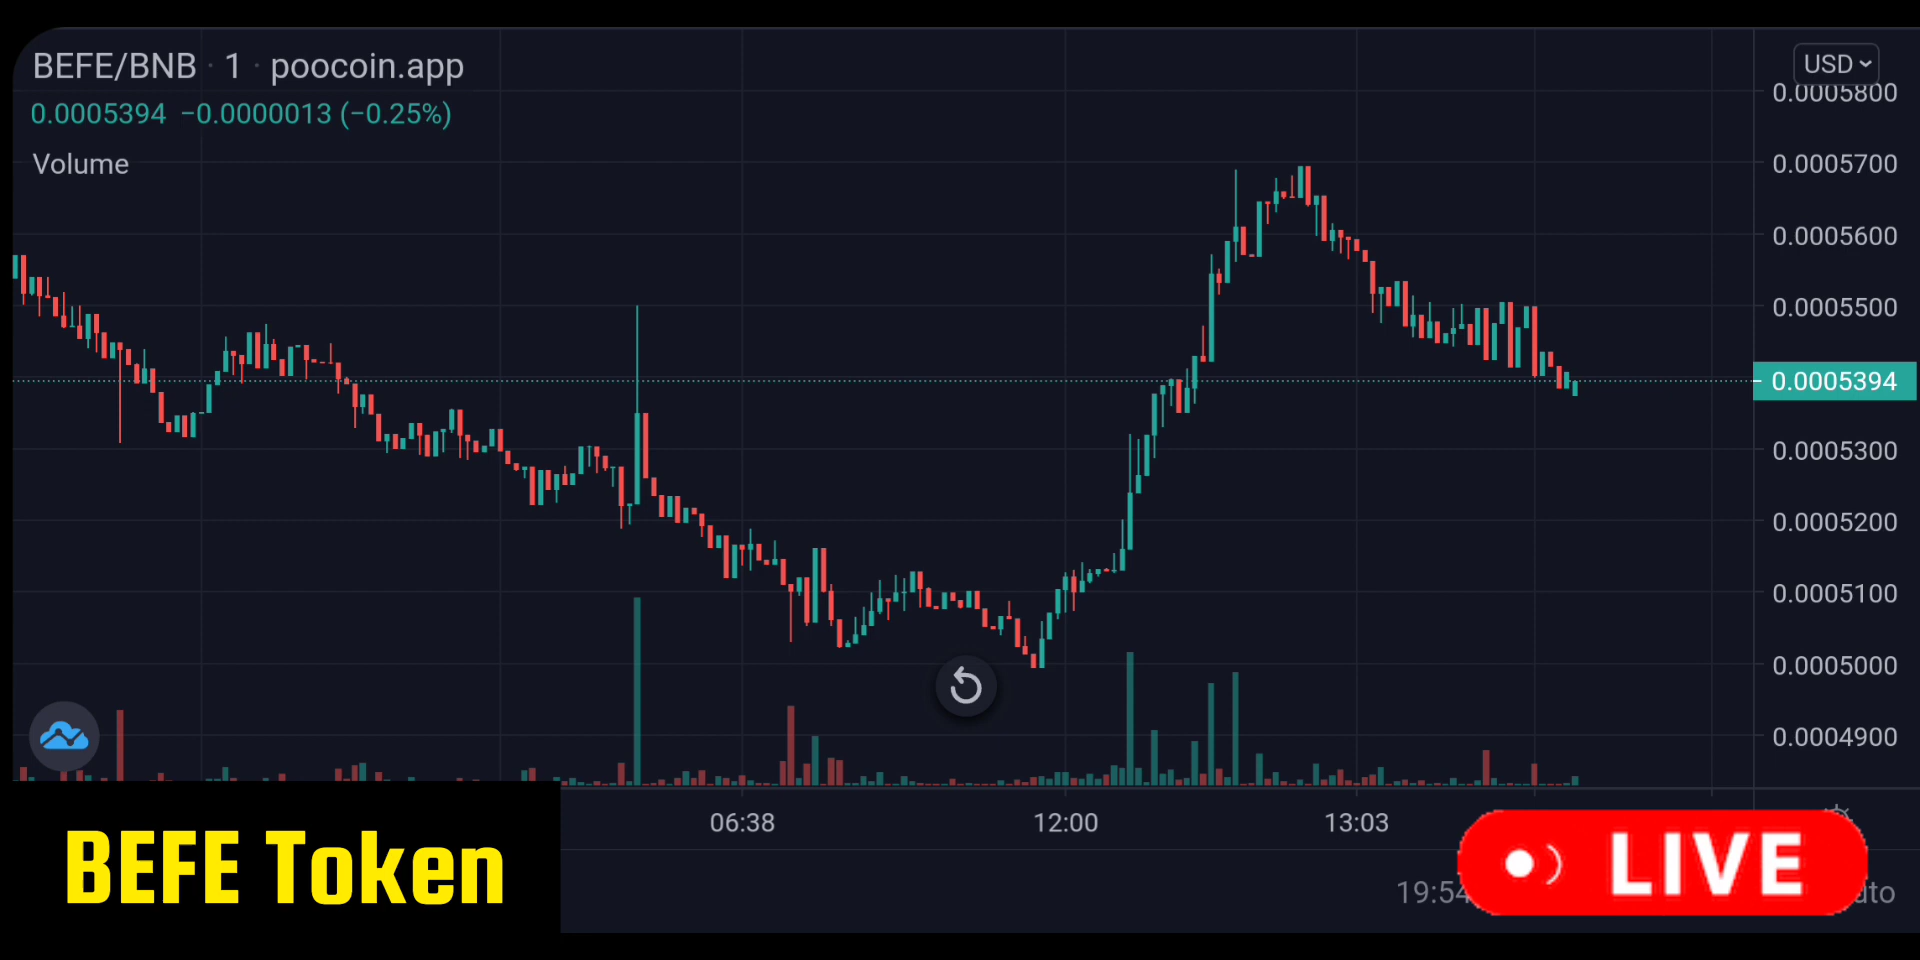 BEFE/BNB · 1 · poocoin.app
USD
0.0005394 −0.0000013 (−0.25%)
Volume
0.0005800
0.0005700
0.0005600
0.0005500
0.0005394
0.0005300
0.0005200
0.0005100
0.0005000
0.0004900
06:38 12:00 13:03
BEFE Token
LIVE
19:54